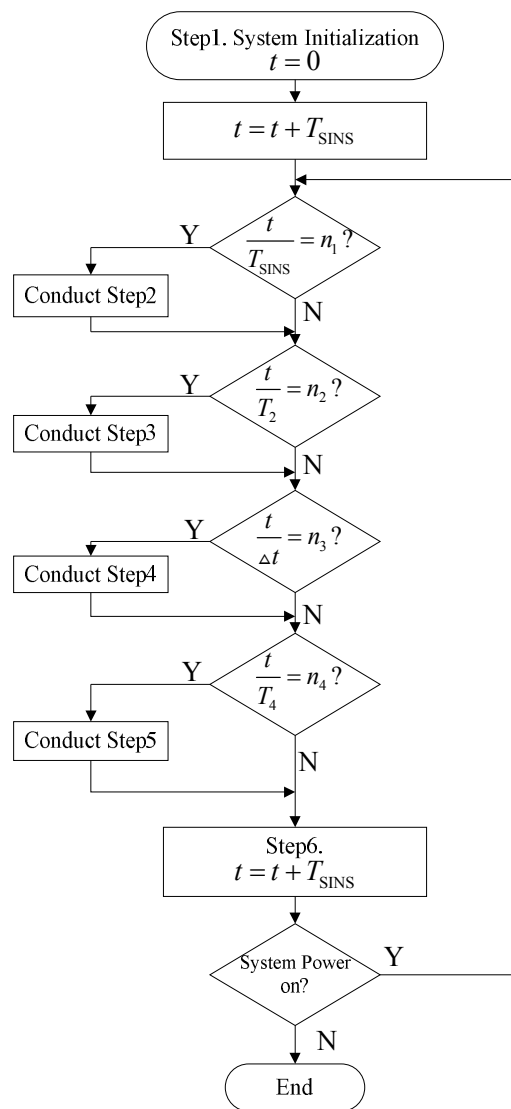 Step1. System Initialization
t = 0
t = t + T_SINS
Y
t/T_SINS = n_1 ?
Conduct Step2
N
Y
t/T_2 = n_2 ?
Conduct Step3
N
Y
t/△t = n_3 ?
Conduct Step4
N
Y
t/T_4 = n_4 ?
Conduct Step5
N
Step6.
t = t + T_SINS
System Power
on?
Y
N
End